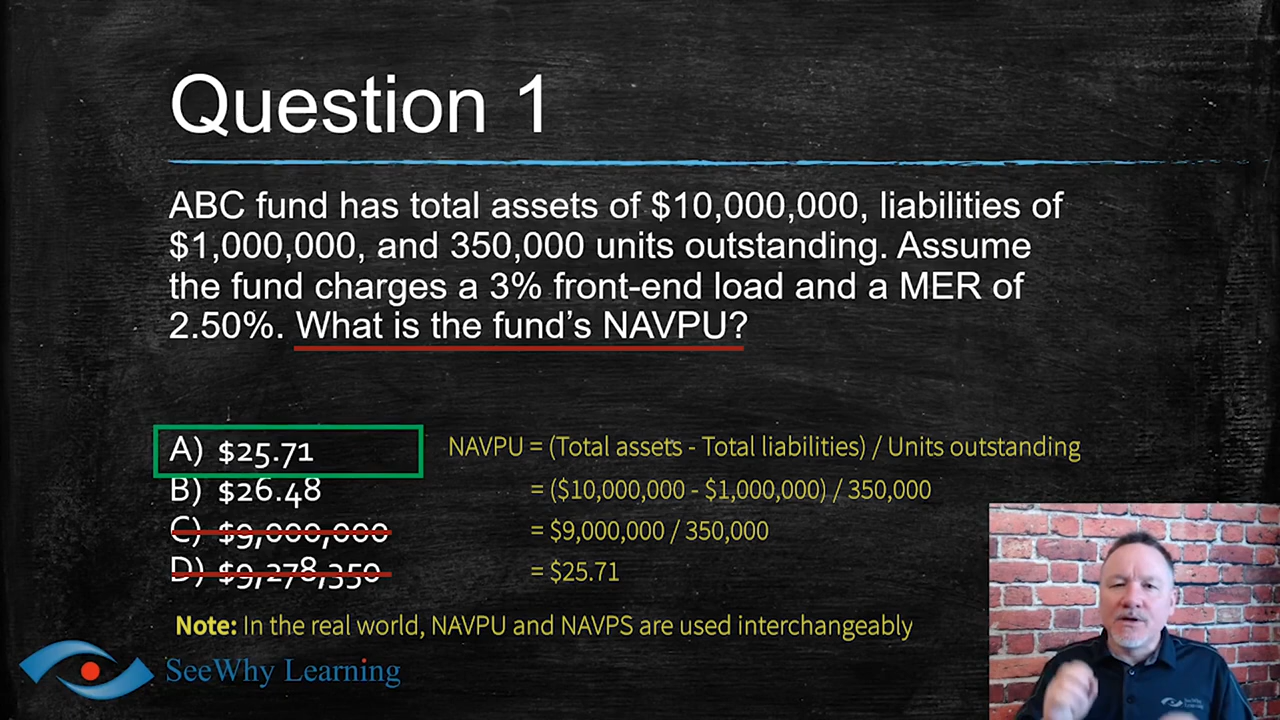 Question 1
ABC fund has total assets of $10,000,000, liabilities of
$1,000,000, and 350,000 units outstanding. Assume
the fund charges a 3% front-end load and a MER of
2.50%. What is the fund's NAVPU?
A) $25.71
B) $26.48
C) $9,000,000
D) $9,278,350
NAVPU = (Total assets - Total liabilities) / Units outstanding
= ($10,000,000 - $1,000,000) / 350,000
= $9,000,000 / 350,000
= $25.71
Note: In the real world, NAVPU and NAVPS are used interchangeably
SeeWhy Learning
SeeWhy
Learning